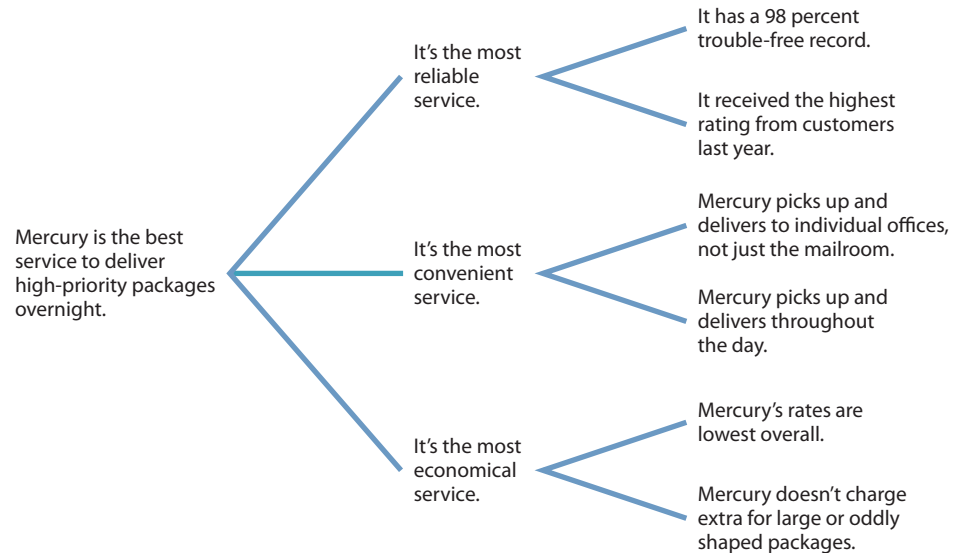 Mercury is the best
service to deliver
high-priority packages
overnight.
It’s the most
reliable
service.
It has a 98 percent
trouble-free record.
It received the highest
rating from customers
last year.
It’s the most
convenient
service.
Mercury picks up and
delivers to individual offices,
not just the mailroom.
Mercury picks up and
delivers throughout
the day.
It’s the most
economical
service.
Mercury’s rates are
lowest overall.
Mercury doesn’t charge
extra for large or oddly
shaped packages.